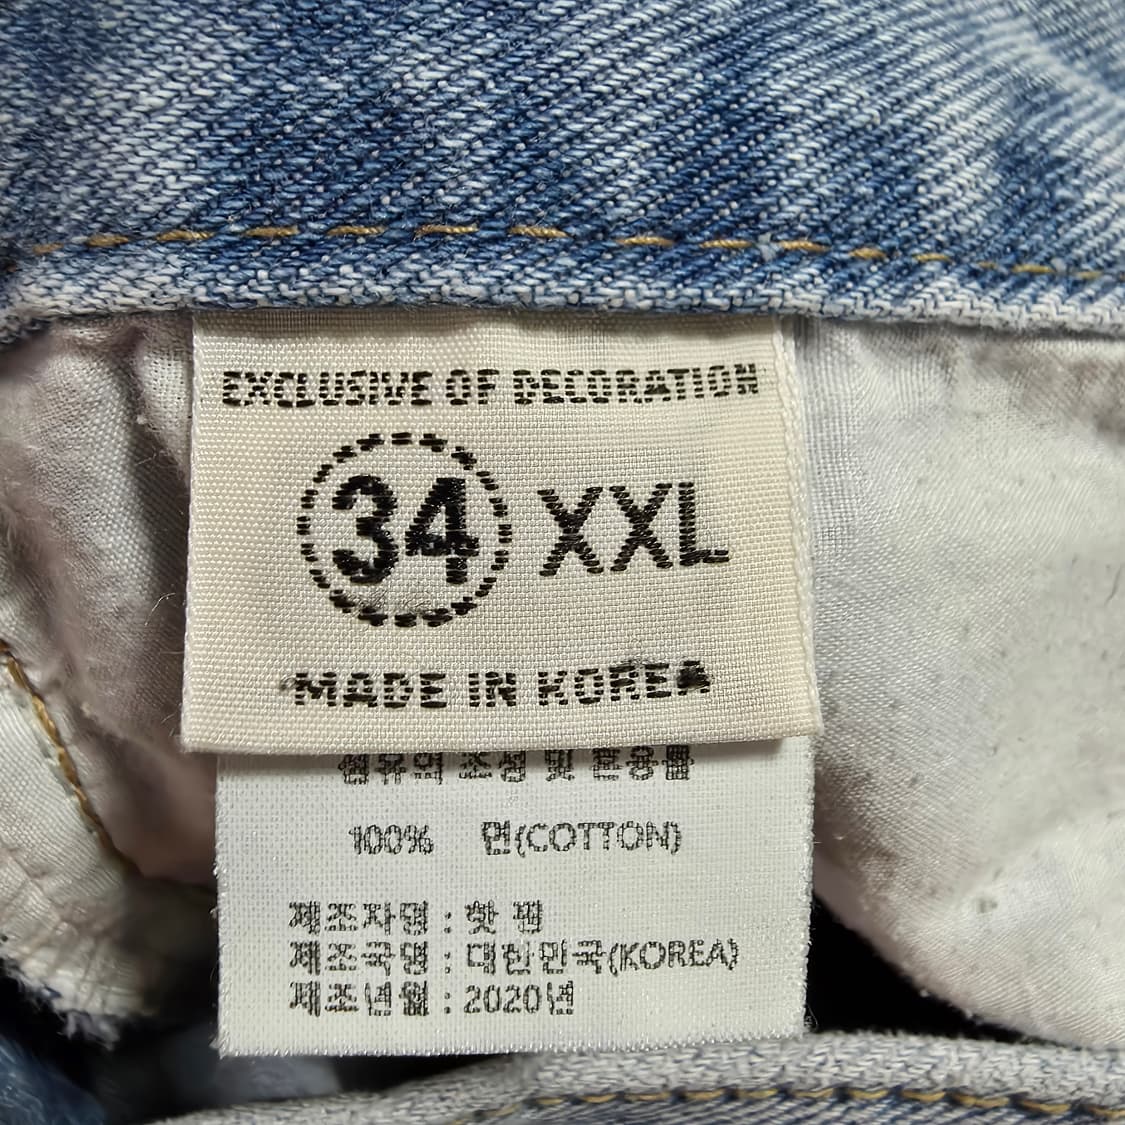 EXCLUSIVE OF DECORATION
34 XXL
MADE IN KOREA
섬유의 조성 및 혼용률
100% 면(COTTON)
제조자명 : 핫
제조국명 : 대한민국(KOREA)
제조년월 : 2020년